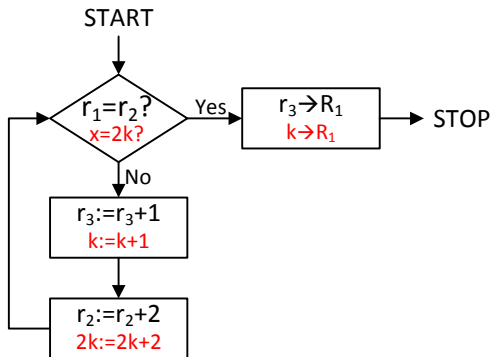 START
r₁=r₂?
x=2k?
Yes
r₃→R₁
k→R₁
STOP
No
r₃:=r₃+1
k:=k+1
r₂:=r₂+2
2k:=2k+2